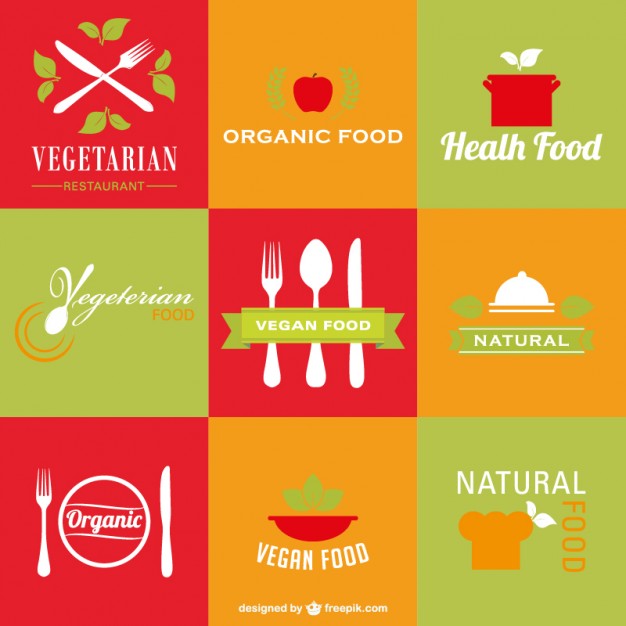 VEGETARIAN
RESTAURANT
ORGANIC FOOD
Healh Food
Vegeterian
FOOD
VEGAN FOOD
NATURAL
Organic
VEGAN FOOD
NATURAL
FOOD
designed by freepik.com